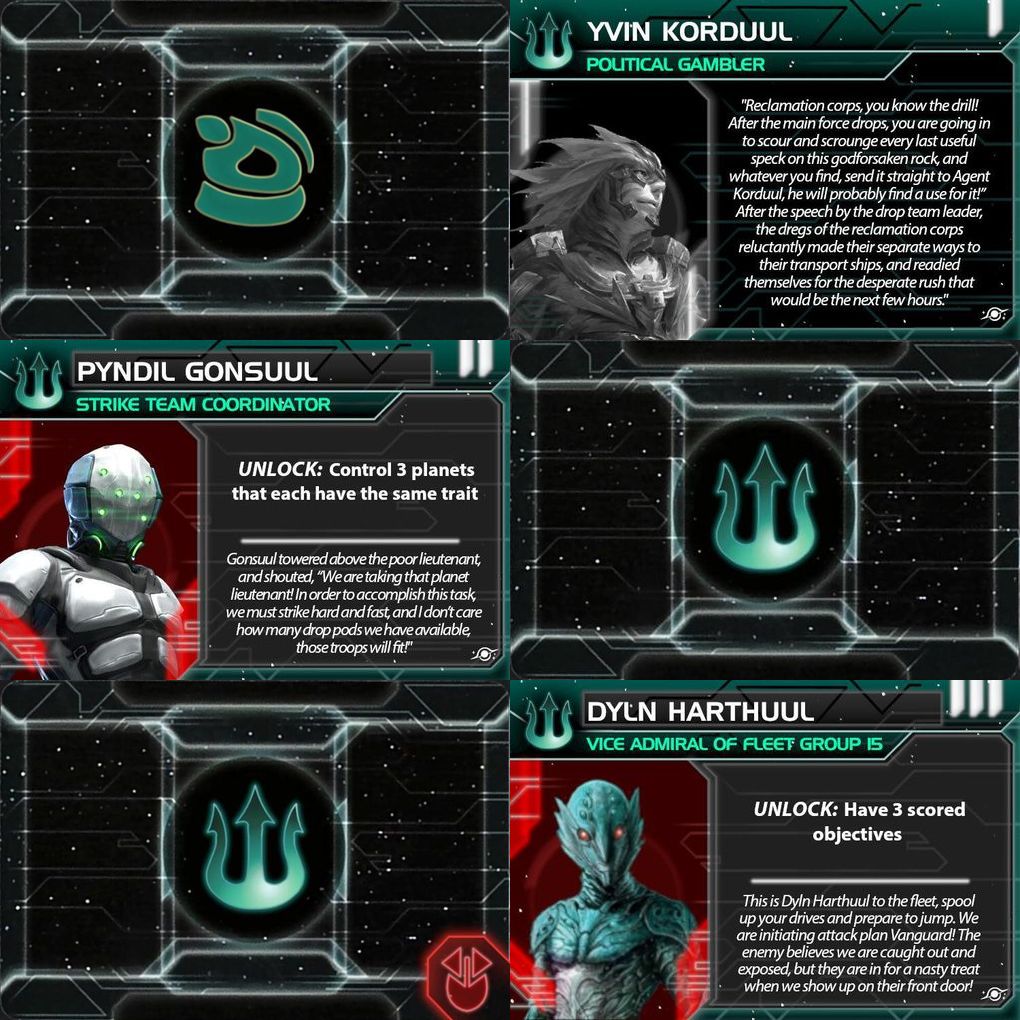 YVIN KORDUUL
POLITICAL GAMBLER
"Reclamation corps, you know the drill!
After the main force drops, you are going in
to scour and scrounge every last useful
speck on this godforsaken rock, and
whatever you find, send it straight to Agent
Korduul, he will probably find a use for it!”
After the speech by the drop team leader,
the dregs of the reclamation corps
reluctantly made their separate ways to
their transport ships, and readied
themselves for the desperate rush that
would be the next few hours."
PYNDIL GONSUUL
STRIKE TEAM COORDINATOR
UNLOCK: Control 3 planets
that each have the same trait
Gonsuul towered above the poor lieutenant,
and shouted, “We are taking that planet
lieutenant! In order to accomplish this task,
we must strike hard and fast, and I don’t care
how many drop pods we have available,
those troops will fit!"
DYLN HARTHUUL
VICE ADMIRAL OF FLEET GROUP 15
UNLOCK: Have 3 scored
objectives
This is Dyln Harthuul to the fleet, spool
up your drives and prepare to jump. We
are initiating attack plan Vanguard! The
enemy believes we are caught out and
exposed, but they are in for a nasty treat
when we show up on their front door!